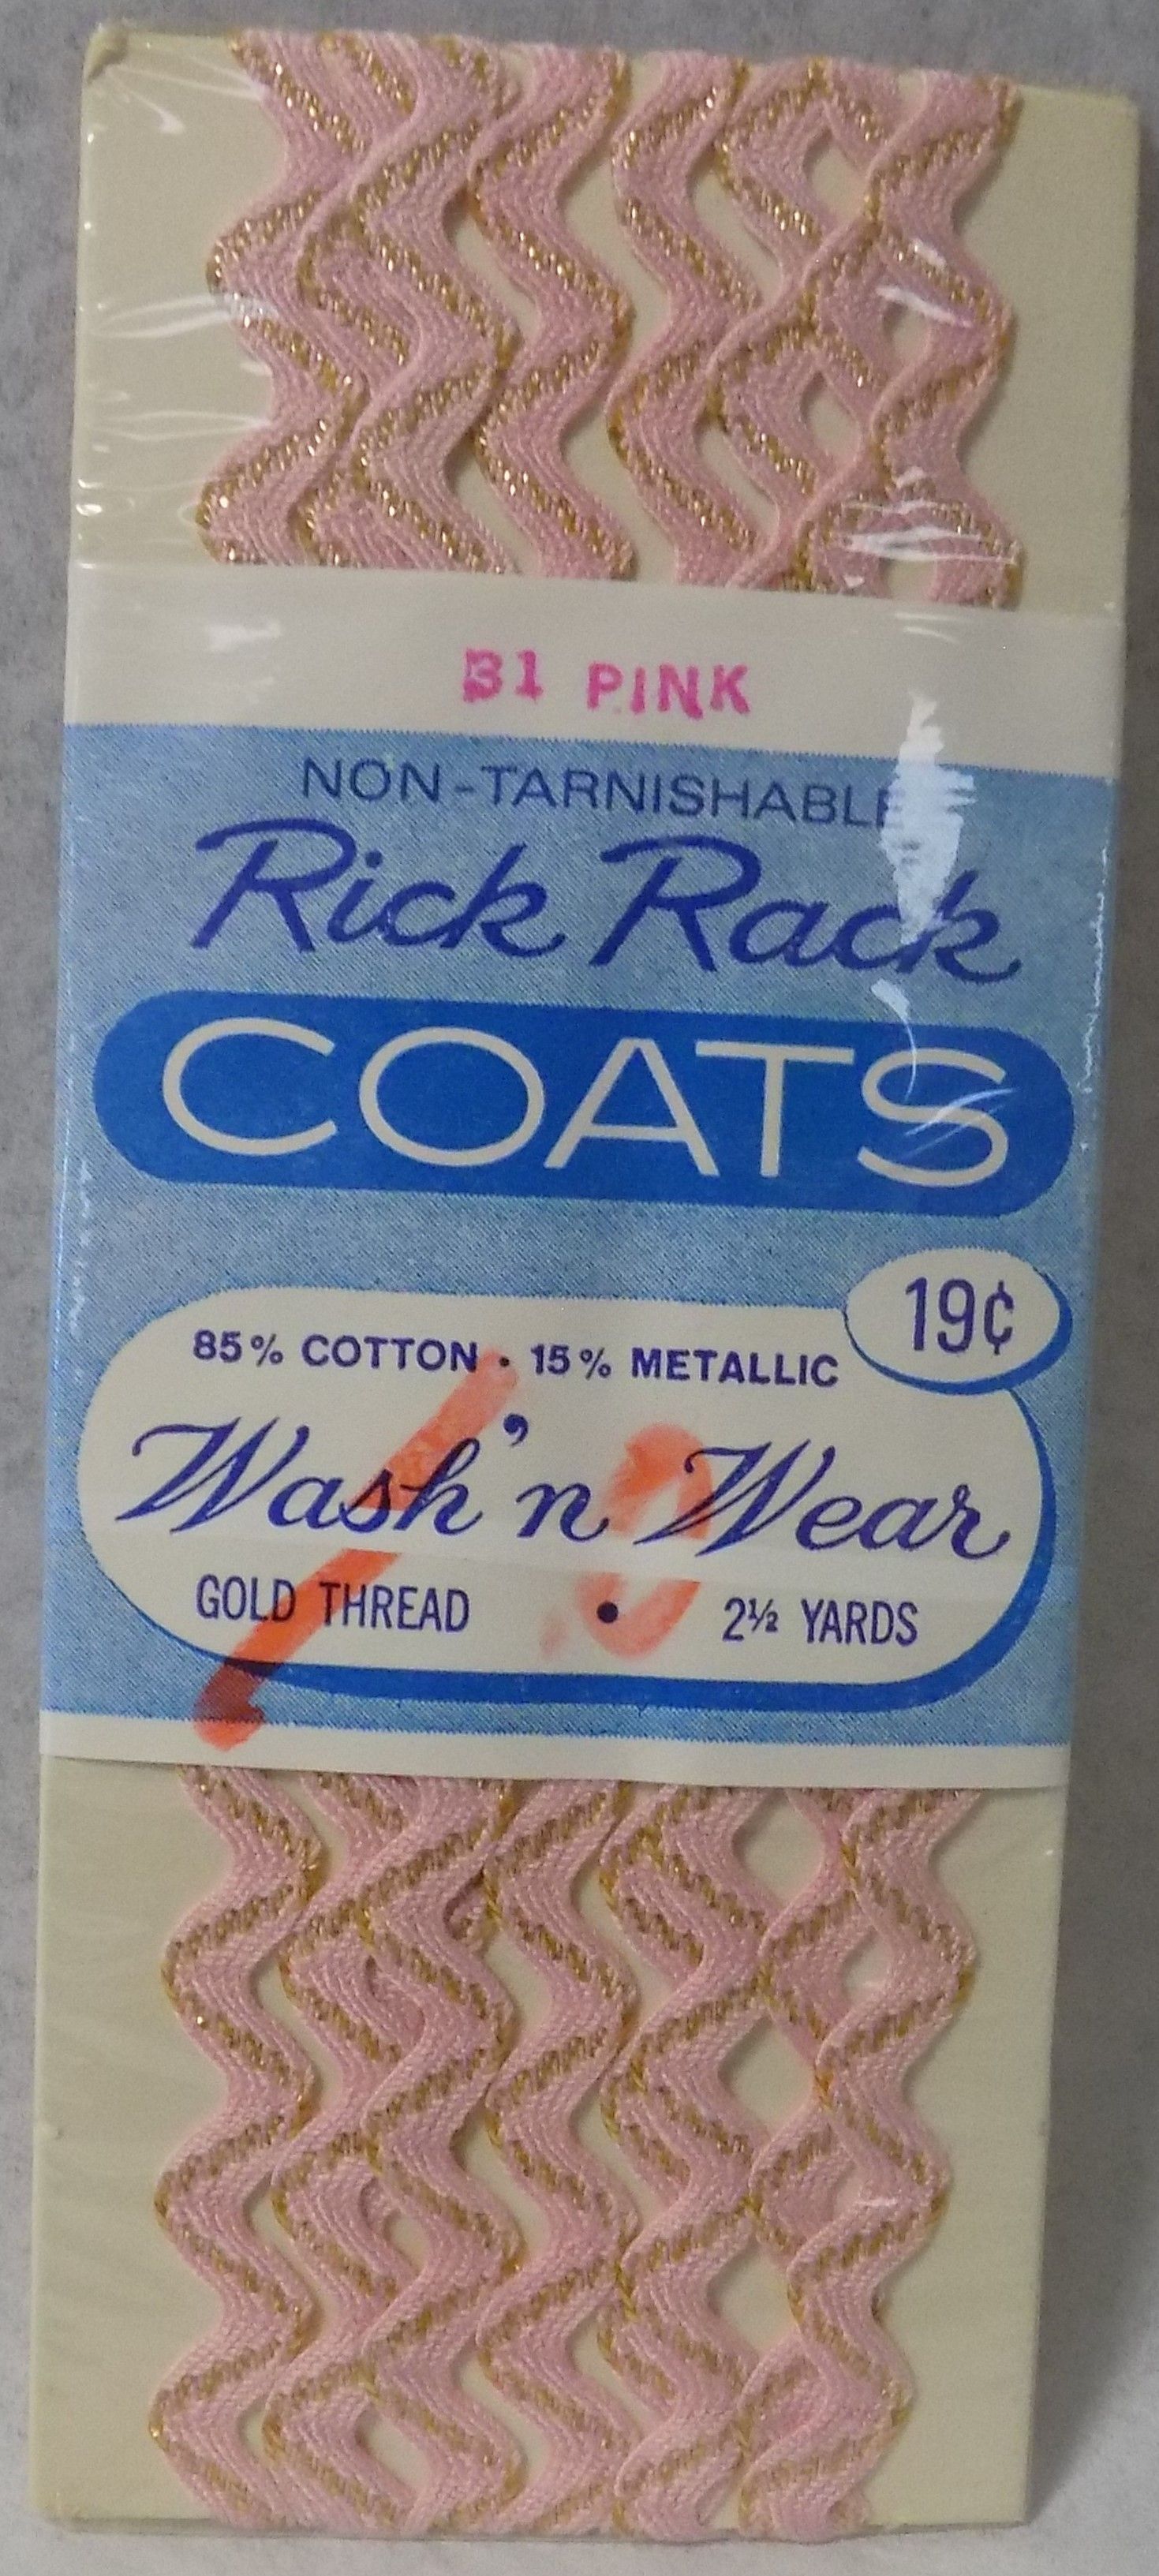 31 PINK
NON-TARNISHABLE
Rick Rack
COATS
19¢
85% COTTON • 15% METALLIC
Wash 'n Wear
GOLD THREAD • 2½ YARDS
10